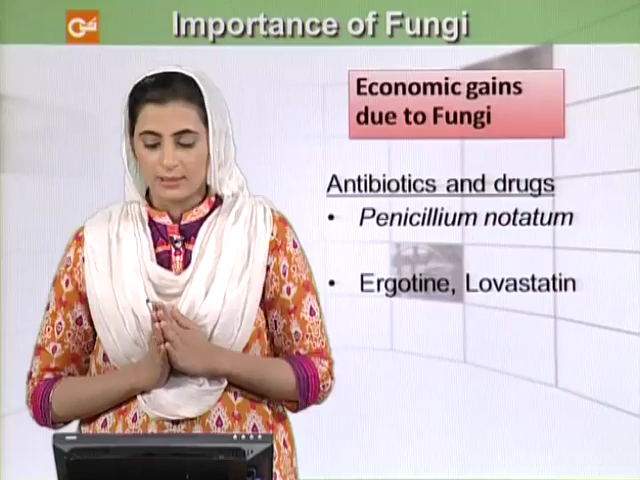 Importance of Fungi
Economic gains
due to Fungi
Antibiotics and drugs
• Penicillium notatum
• Ergotine, Lovastatin